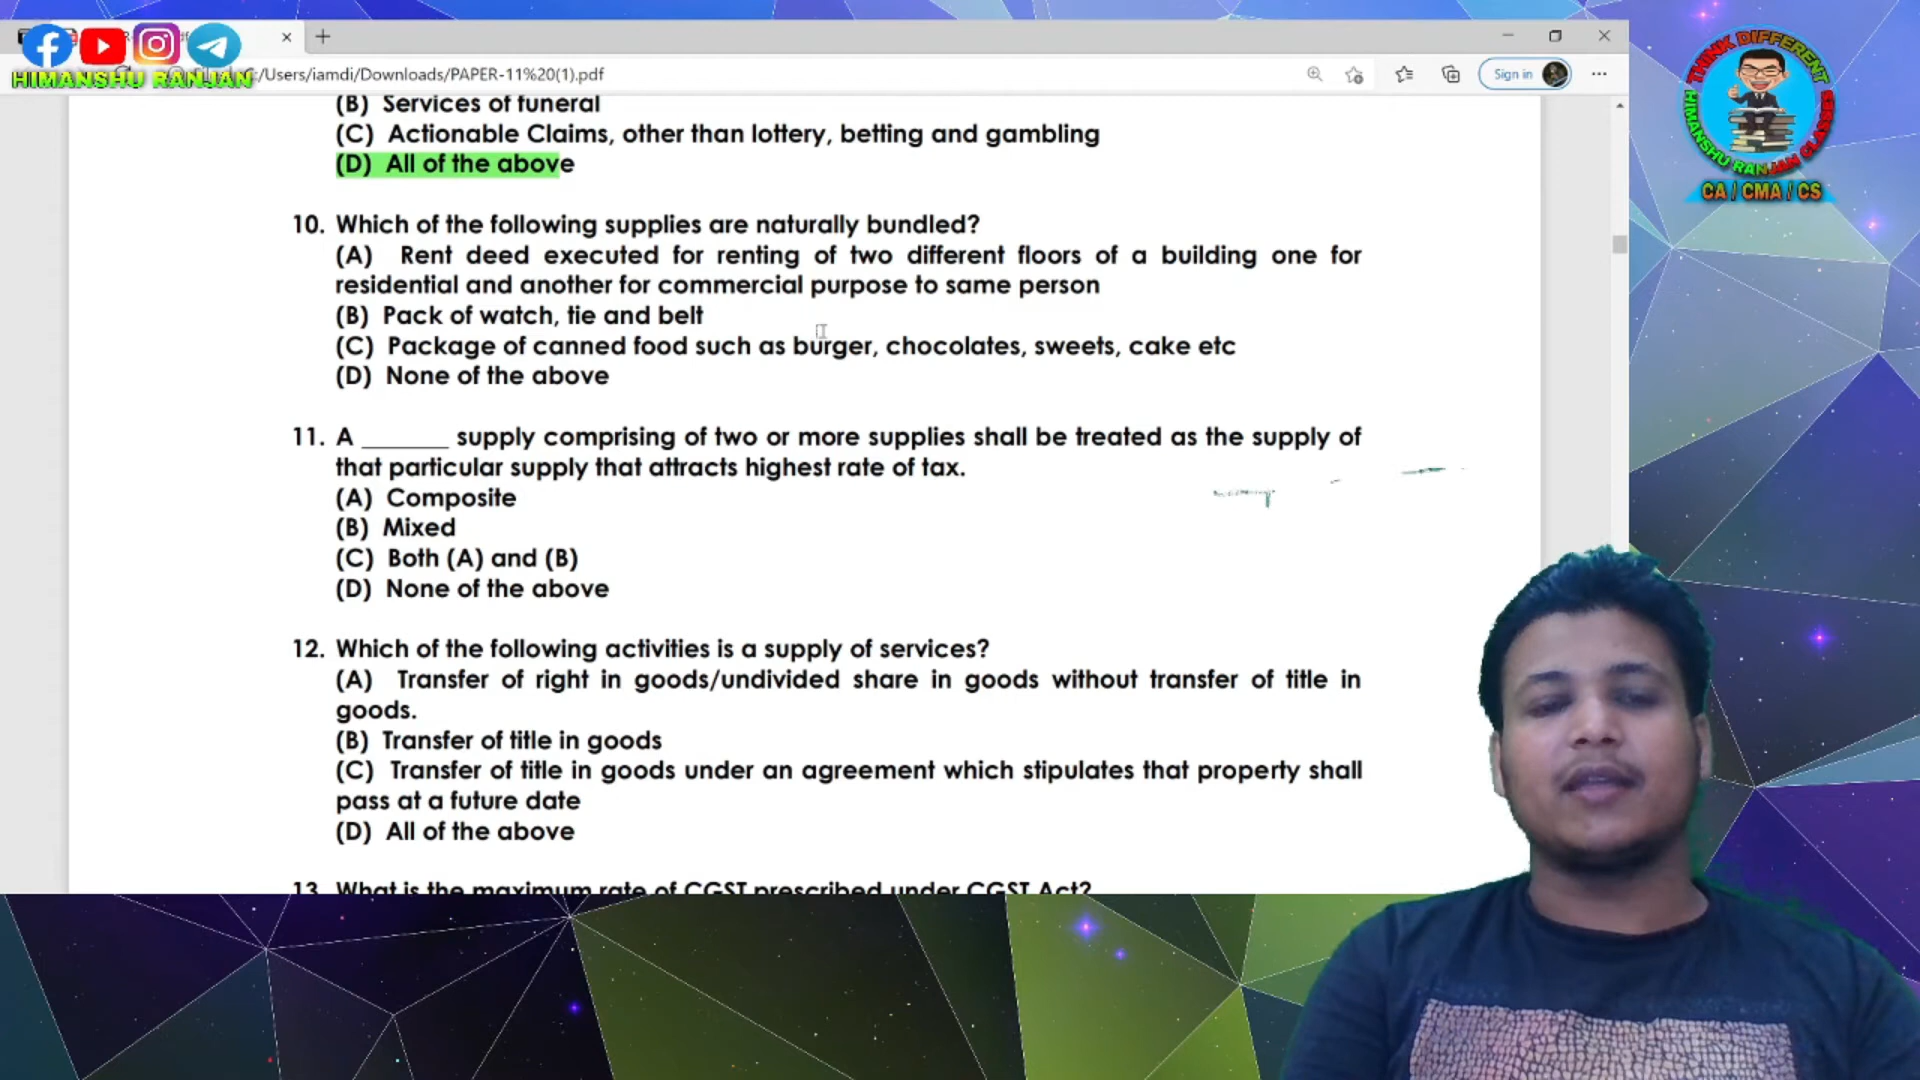 HIMANSHU RANJAN
/Users/iamdi/Downloads/PAPER-11%20(1).pdf
Sign in
THINK DIFFERENT
HIMANSHU RANJAN CLASSES
CA / CMA / CS
(B) Services of funeral
(C) Actionable Claims, other than lottery, betting and gambling
(D) All of the above
10. Which of the following supplies are naturally bundled?
(A) Rent deed executed for renting of two different floors of a building one for
residential and another for commercial purpose to same person
(B) Pack of watch, tie and belt
(C) Package of canned food such as burger, chocolates, sweets, cake etc
(D) None of the above
11. A _______ supply comprising of two or more supplies shall be treated as the supply of
that particular supply that attracts highest rate of tax.
(A) Composite
(B) Mixed
(C) Both (A) and (B)
(D) None of the above
12. Which of the following activities is a supply of services?
(A) Transfer of right in goods/undivided share in goods without transfer of title in
goods.
(B) Transfer of title in goods
(C) Transfer of title in goods under an agreement which stipulates that property shall
pass at a future date
(D) All of the above
13. What is the maximum rate of CGST prescribed under CGST Act?